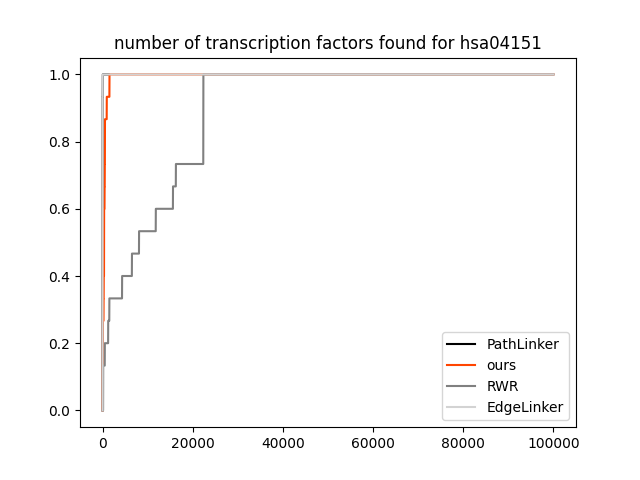 number of transcription factors found for hsa04151
1.0
0.8
0.6
0.4
0.2
0.0
0
20000
40000
60000
80000
100000
PathLinker
ours
RWR
EdgeLinker